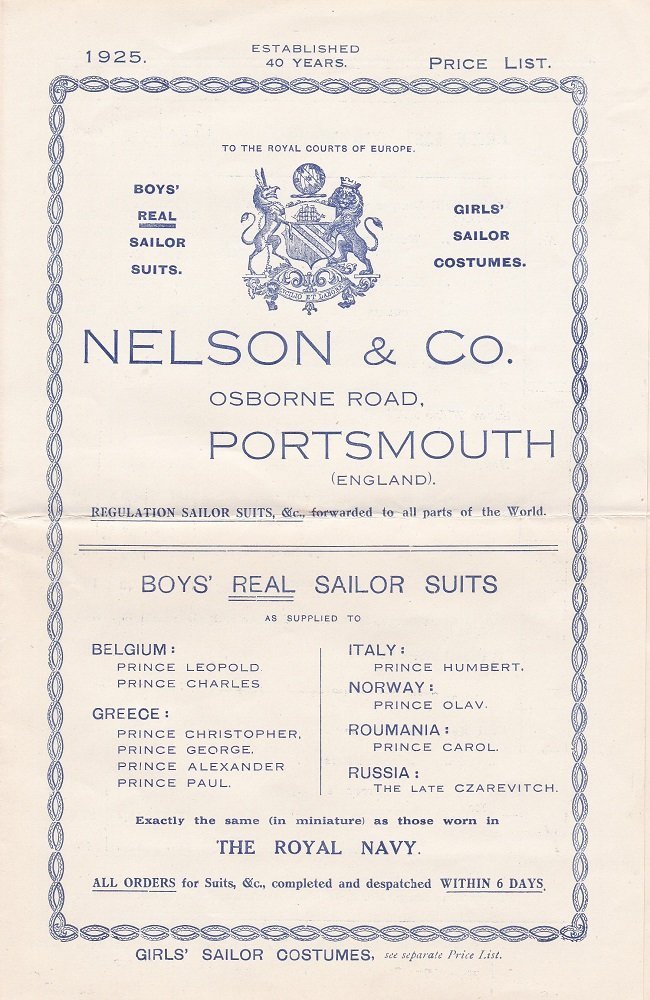 1925.
ESTABLISHED
40 YEARS.
PRICE LIST.
TO THE ROYAL COURTS OF EUROPE.
BOYS'
REAL
SAILOR
SUITS.
GIRLS'
SAILOR
COSTUMES.
CONCILIO ET LABORE
NELSON & Co.
OSBORNE ROAD,
PORTSMOUTH
(ENGLAND).
REGULATION SAILOR SUITS, &c., forwarded to all parts of the World.
BOYS' REAL SAILOR SUITS
AS SUPPLIED TO
BELGIUM:
PRINCE LEOPOLD.
PRINCE CHARLES
GREECE:
PRINCE CHRISTOPHER,
PRINCE GEORGE,
PRINCE ALEXANDER
PRINCE PAUL.
ITALY:
PRINCE HUMBERT,
NORWAY:
PRINCE OLAV.
ROUMANIA:
PRINCE CAROL.
RUSSIA:
THE LATE CZAREVITCH.
Exactly the same (in miniature) as those worn in
THE ROYAL NAVY.
ALL ORDERS for Suits, &c., completed and despatched WITHIN 6 DAYS.
GIRLS' SAILOR COSTUMES, see separate Price List.